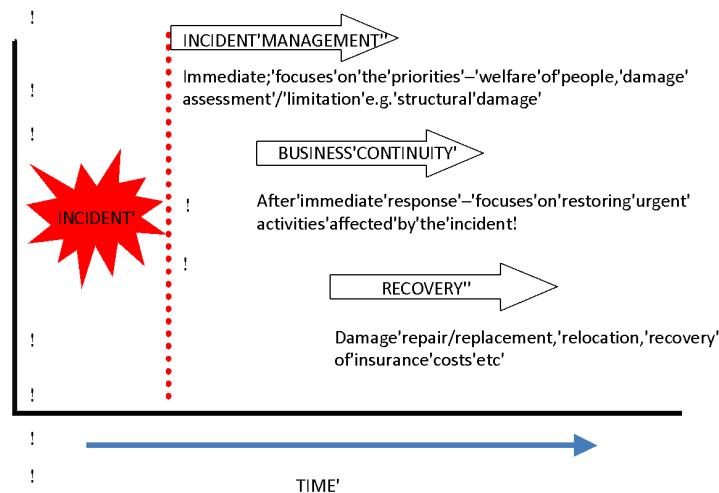 !
INCIDENT'MANAGEMENT''
Immediate;'focuses'on'the'priorities'–'welfare'of'people,'damage'
!
assessment'/'limitation'e.g.'structural'damage'
!
BUSINESS'CONTINUITY'
After'immediate'response'–'focuses'on'restoring'urgent'
!
INCIDENT'
activities'affected'by'the'incident!
!
RECOVERY''
Damage'repair/replacement,'relocation,'recovery'
!
of'insurance'costs'etc'
!
!
!
TIME'